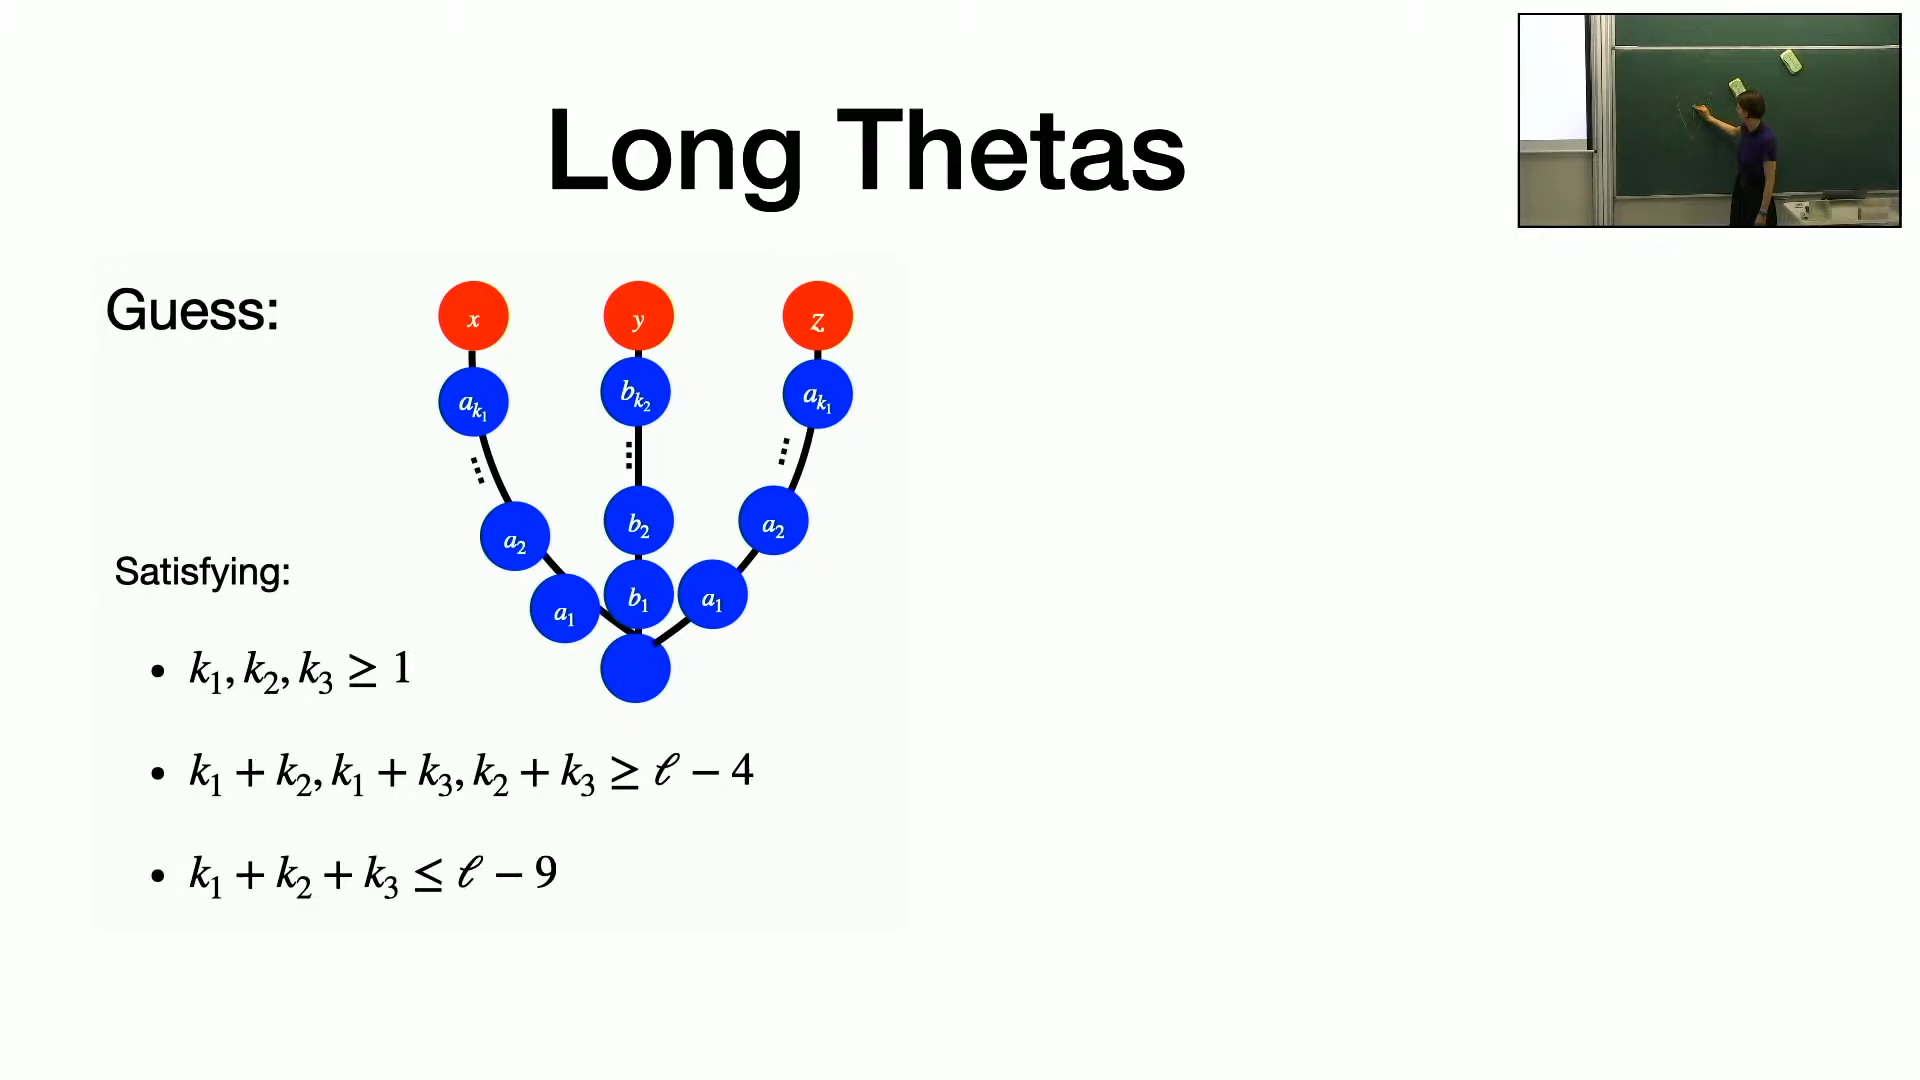 Long Thetas
Guess:
x y z
a_{k_1} b_{k_2} a_{k_1}
⋮ ⋮ ⋮
a_2 b_2 a_2
a_1 b_1 a_1
Satisfying:
• k_1, k_2, k_3 ≥ 1
• k_1 + k_2, k_1 + k_3, k_2 + k_3 ≥ ℓ − 4
• k_1 + k_2 + k_3 ≤ ℓ − 9